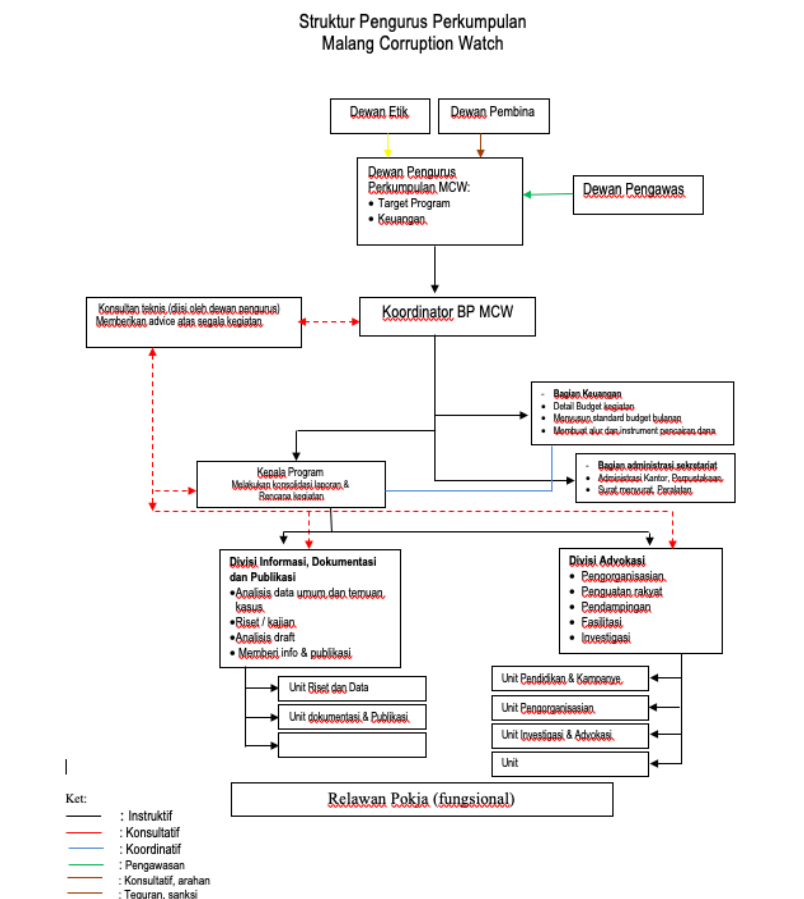 Struktur Pengurus Perkumpulan
Malang Corruption Watch
Dewan Etik
Dewan Pembina
Dewan Pengurus
Perkumpulan MCW:
• Target Program
• Keuangan
Dewan Pengawas
Konsultan teknis (diisi oleh dewan pengurus)
Memberikan advice atas segala kegiatan
Koordinator BP MCW
- Bagian Keuangan
• Detail Budget kegiatan
• Menyusun standard budget bulanan
• Membuat alur dan instrument pencairan dana
Kepala Program
Melakukan konsolidasi laporan &
Rencana kegiatan
- Bagian administrasi sekretariat
• Administrasi Kantor, Perpustakaan
• Surat menyurat, Peralatan
Divisi Informasi, Dokumentasi
dan Publikasi
•Analisis data umum dan temuan
kasus
•Riset / kajian
•Analisis draft
• Memberi info & publikasi
Divisi Advokasi
• Pengorganisasian
• Penguatan rakyat
• Pendampingan
• Fasilitasi
• Investigasi
Unit Riset dan Data
Unit dokumentasi & Publikasi
Unit Pendidikan & Kampanye
Unit Pengorganisasian
Unit Investigasi & Advokasi
Unit
Relawan Pokja (fungsional)
Ket:
: Instruktif
: Konsultatif
: Koordinatif
: Pengawasan
: Konsultatif, arahan
: Teguran, sanksi